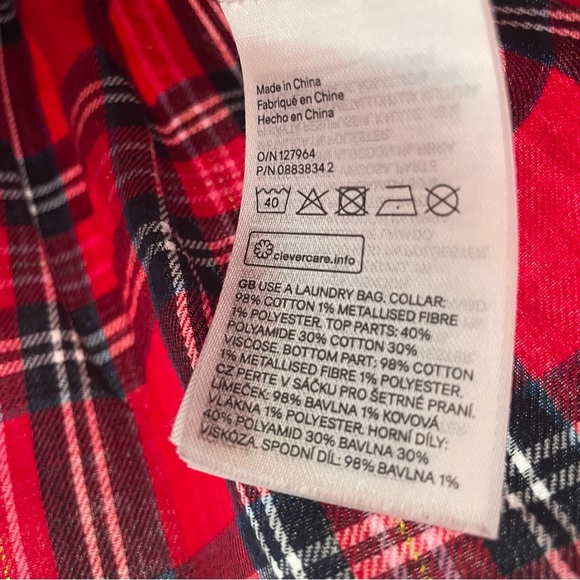 Made in China
Fabriqué en Chine
Hecho en China
O/N 127964
P/N 0883834 2
40
clevercare.info
GB USE A LAUNDRY BAG. COLLAR:
98% COTTON 1% METALLISED FIBRE
1% POLYESTER. TOP PARTS: 40%
POLYAMIDE 30% COTTON 30%
VISCOSE. BOTTOM PART; 98% COTTON
1% METALLISED FIBRE 1% POLYESTER.
CZ PERTE V SÁČKU PRO ŠETRNÉ PRANÍ.
LÍMEČEK: 98% BAVLNA 1% KOVOVÁ
VLÁKNA 1% POLYESTER. HORNÍ DÍLY:
40% POLYAMID 30% BAVLNA 30%
VISKÓZA. SPODNÍ DÍL: 98% BAVLNA 1%